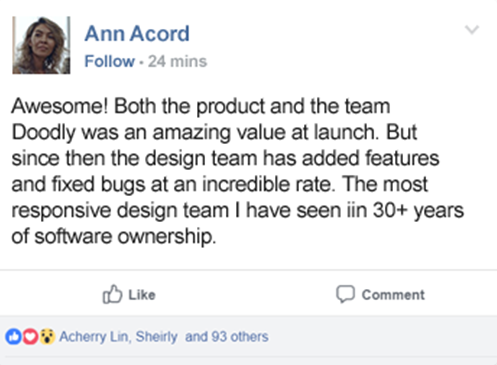 Ann Acord
Follow · 24 mins
Awesome! Both the product and the team
Doodly was an amazing value at launch. But
since then the design team has added features
and fixed bugs at an incredible rate. The most
responsive design team I have seen iin 30+ years
of software ownership.
Like Comment
Acherry Lin, Sheirly and 93 others